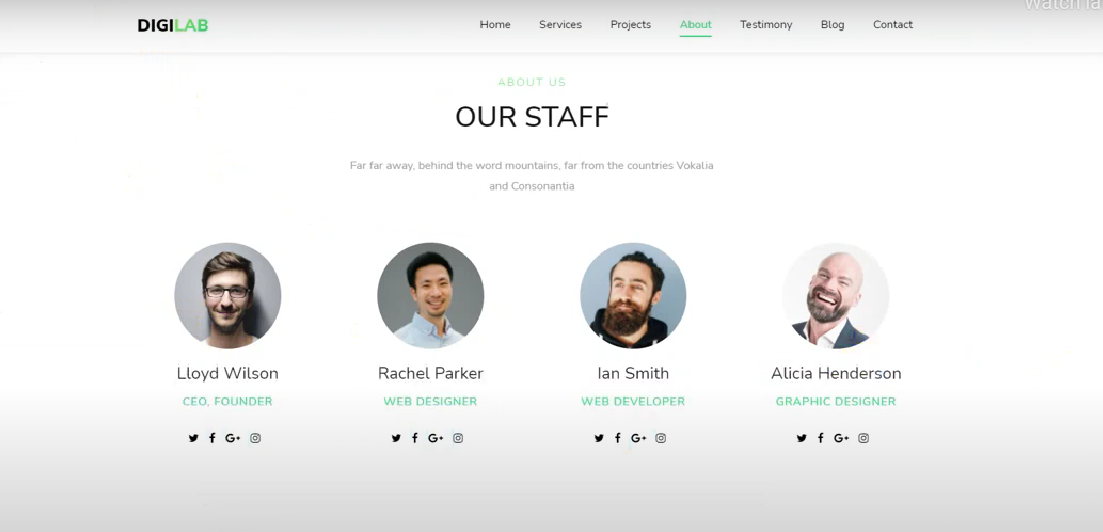 Watch la
DIGILAB
Home Services Projects About Testimony Blog Contact
ABOUT US
OUR STAFF
Far far away, behind the word mountains, far from the countries Vokalia
and Consonantia
Lloyd Wilson Rachel Parker Ian Smith Alicia Henderson
CEO, FOUNDER WEB DESIGNER WEB DEVELOPER GRAPHIC DESIGNER